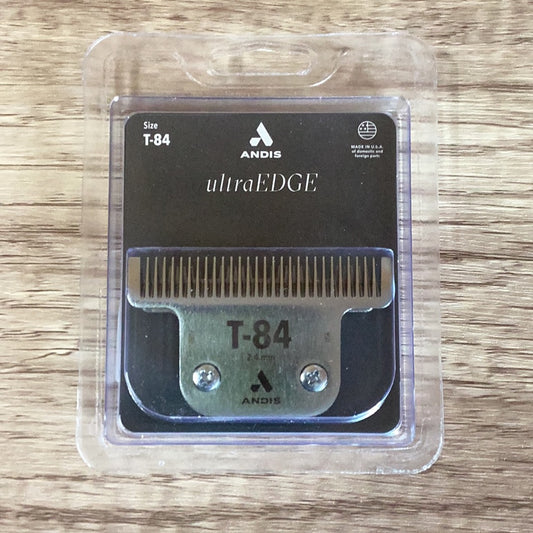 Size
T-84
ANDIS
MADE IN U.S.A.
of domestic and
foreign parts
ultraEDGE
T-84
2.4 mm
ANDIS